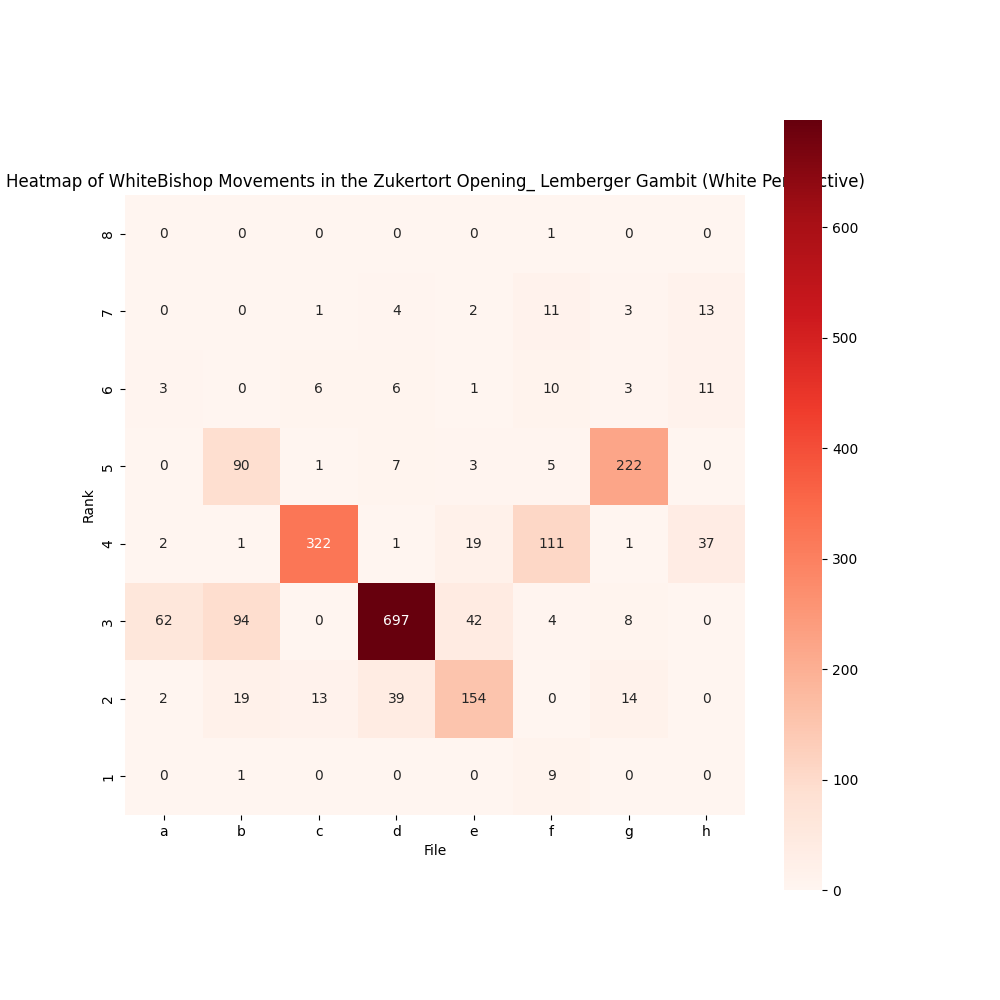 Heatmap of WhiteBishop Movements in the Zukertort Opening_ Lemberger Gambit (White Pe ctive)
8 0 0 0 0 0 1 0 0
7 0 0 1 4 2 11 3 13
6 3 0 6 6 1 10 3 11
5 0 90 1 7 3 5 222 0
4 2 1 322 1 19 111 1 37
3 62 94 0 697 42 4 8 0
2 2 19 13 39 154 0 14 0
1 0 1 0 0 0 9 0 0
a b c d e f g h
File
Rank
600
500
400
300
200
100
0